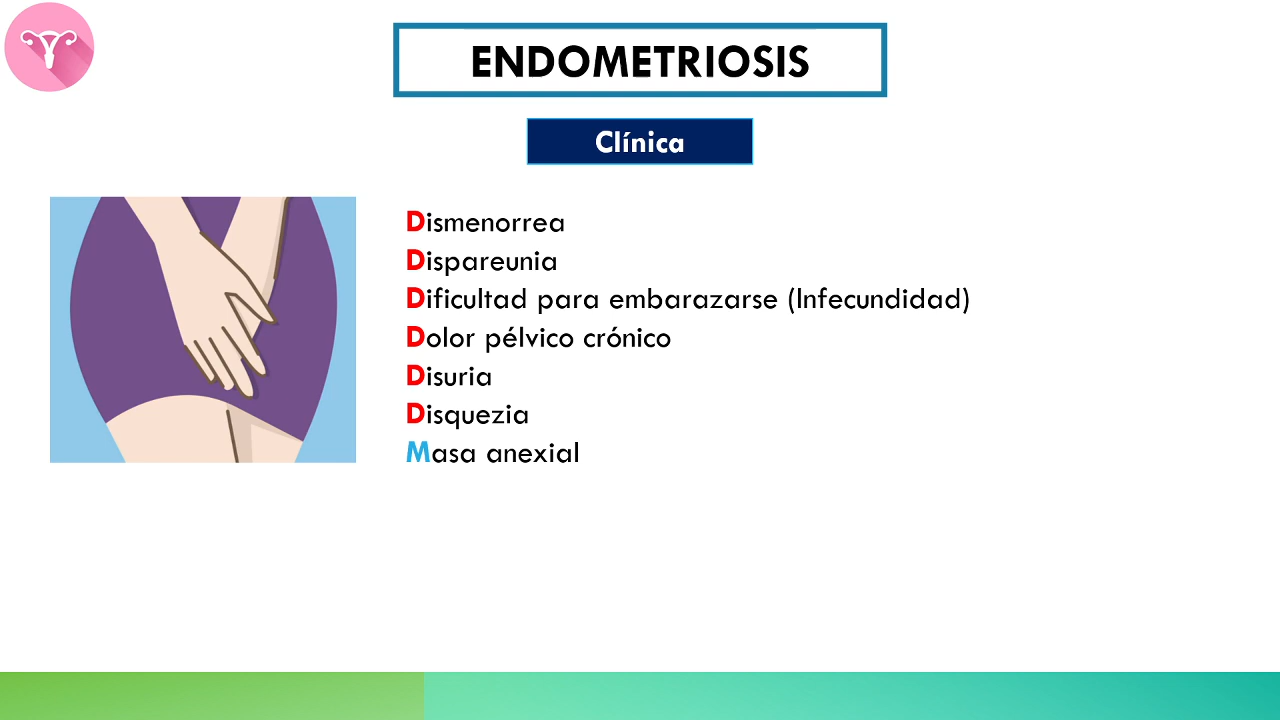 ENDOMETRIOSIS
Clínica
Dismenorrea
Dispareunia
Dificultad para embarazarse (Infecundidad)
Dolor pélvico crónico
Disuria
Disquezia
Masa anexial